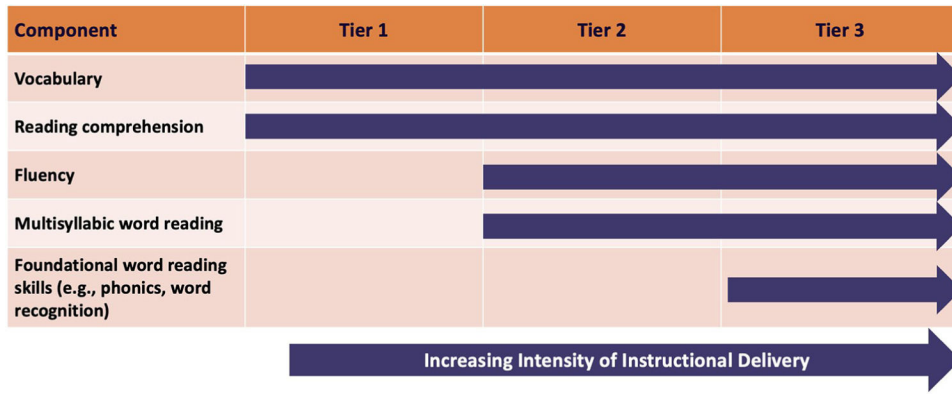 Component Tier 1 Tier 2 Tier 3
Vocabulary
Reading comprehension
Fluency
Multisyllabic word reading
Foundational word reading
skills (e.g., phonics, word
recognition)
Increasing Intensity of Instructional Delivery